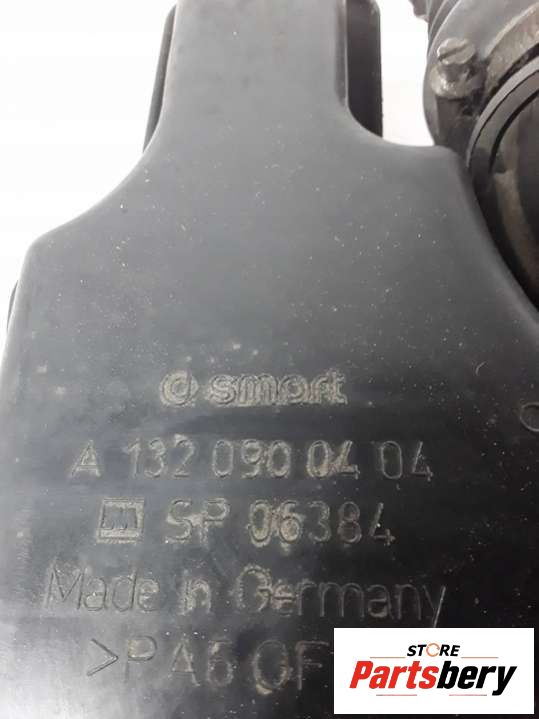 smart
A 132 090 04 04
SP 06384
Made in Germany
>PA6 GF
STORE
Partsbery